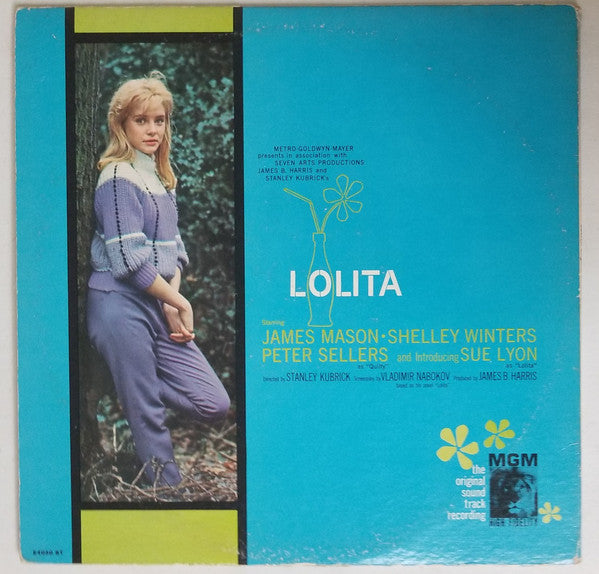 METRO-GOLDWYN-MAYER
presents in association with
SEVEN ARTS PRODUCTIONS
JAMES B. HARRIS and
STANLEY KUBRICK's
LOLITA
Starring
JAMES MASON • SHELLEY WINTERS
PETER SELLERS and Introducing SUE LYON
as "Quilty" as "Lolita"
Directed by STANLEY KUBRICK Screenplay by VLADIMIR NABOKOV Produced by JAMES B. HARRIS
Based on his novel "Lolita"
the
original
sound
track
recording
MGM
HIGH FIDELITY
E4050 ST